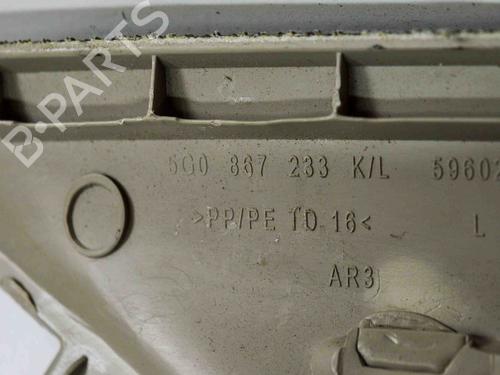 B-PARTS
5G0 867 233 K/L 59602
>PP/PE TD 16< L
AR3